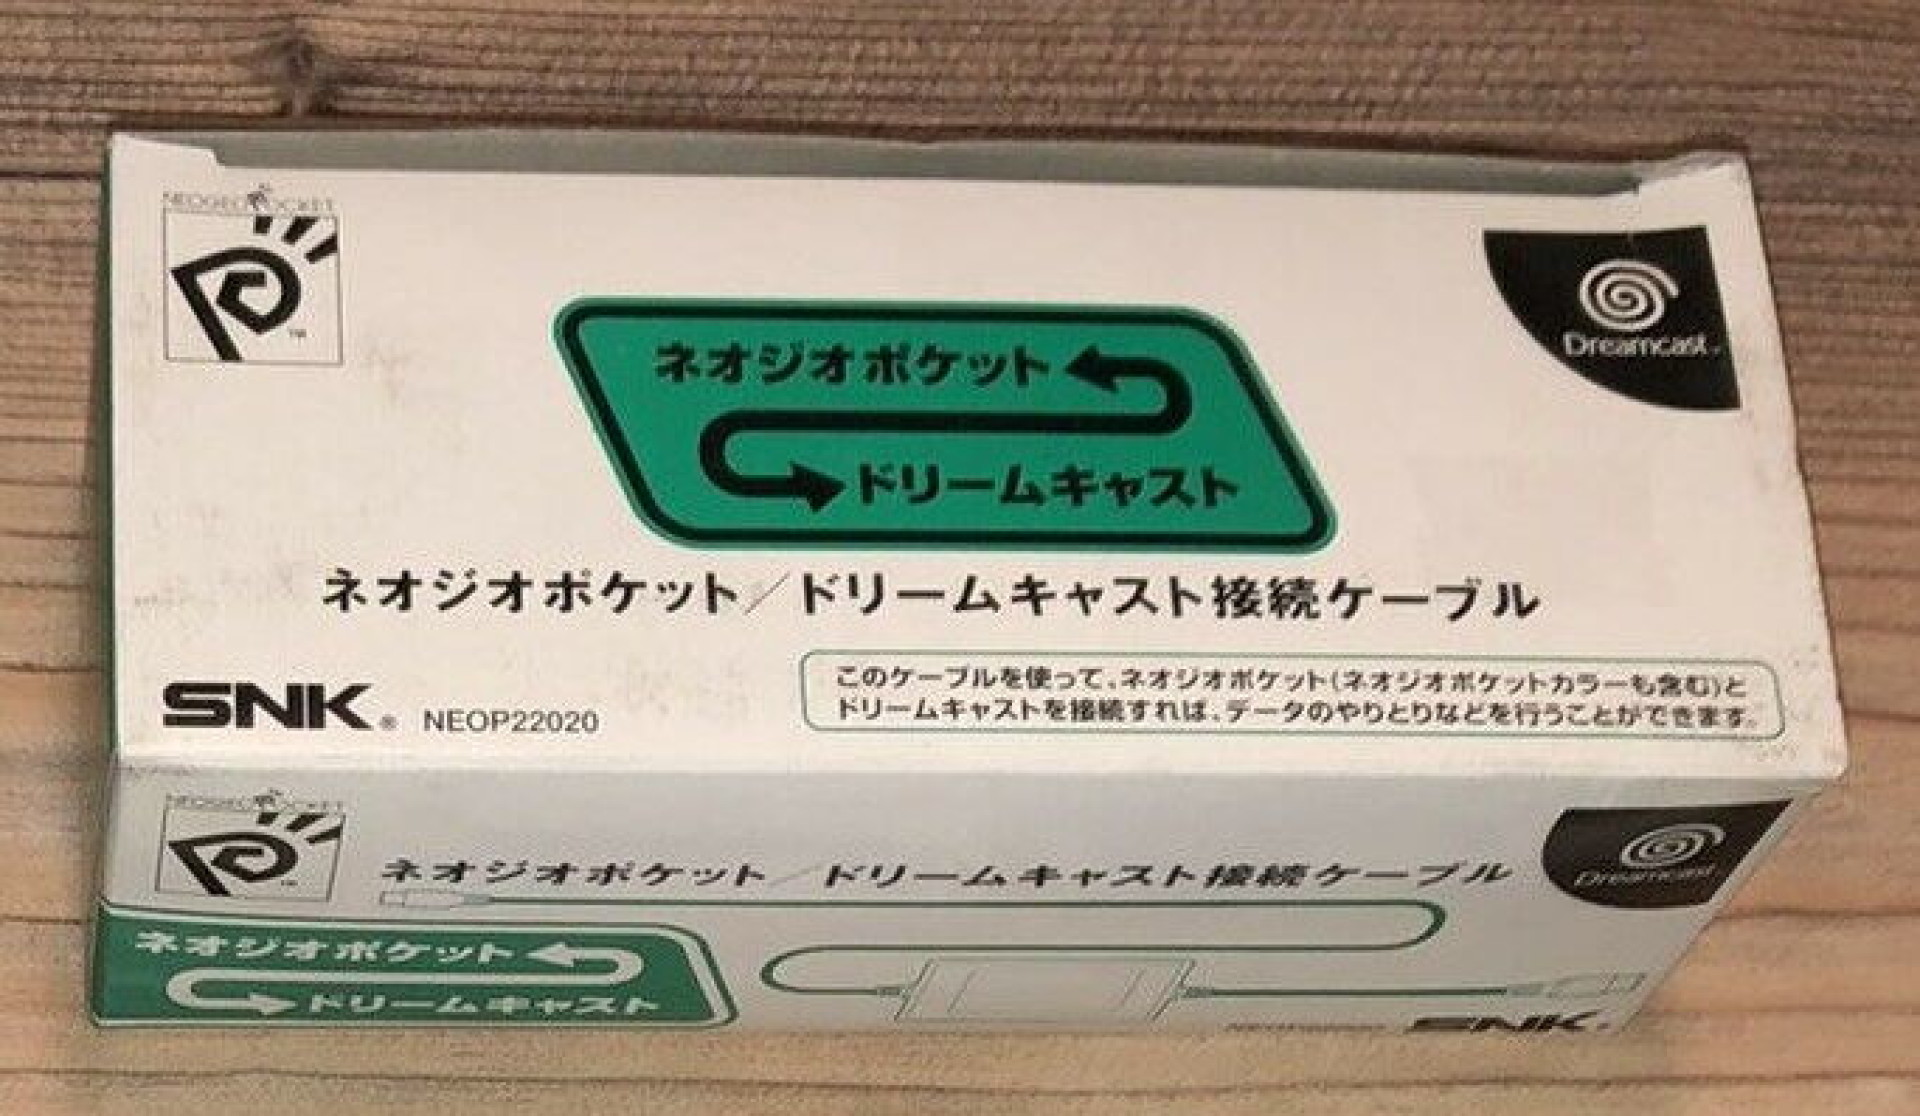 NEOGEO POCKET
TM
Dreamcast
ネオジオポケット
ドリームキャスト
ネオジオポケット/ドリームキャスト接続ケーブル
SNK® NEOP22020
このケーブルを使って、ネオジオポケット(ネオジオポケットカラーも含む)と
ドリームキャストを接続すれば、データのやりとりなどを行うことができます。
NEOGEO POCKET
TM
Dreamcast
ネオジオポケット/ドリームキャスト接続ケーブル
ネオジオポケット
ドリームキャスト
SNK®